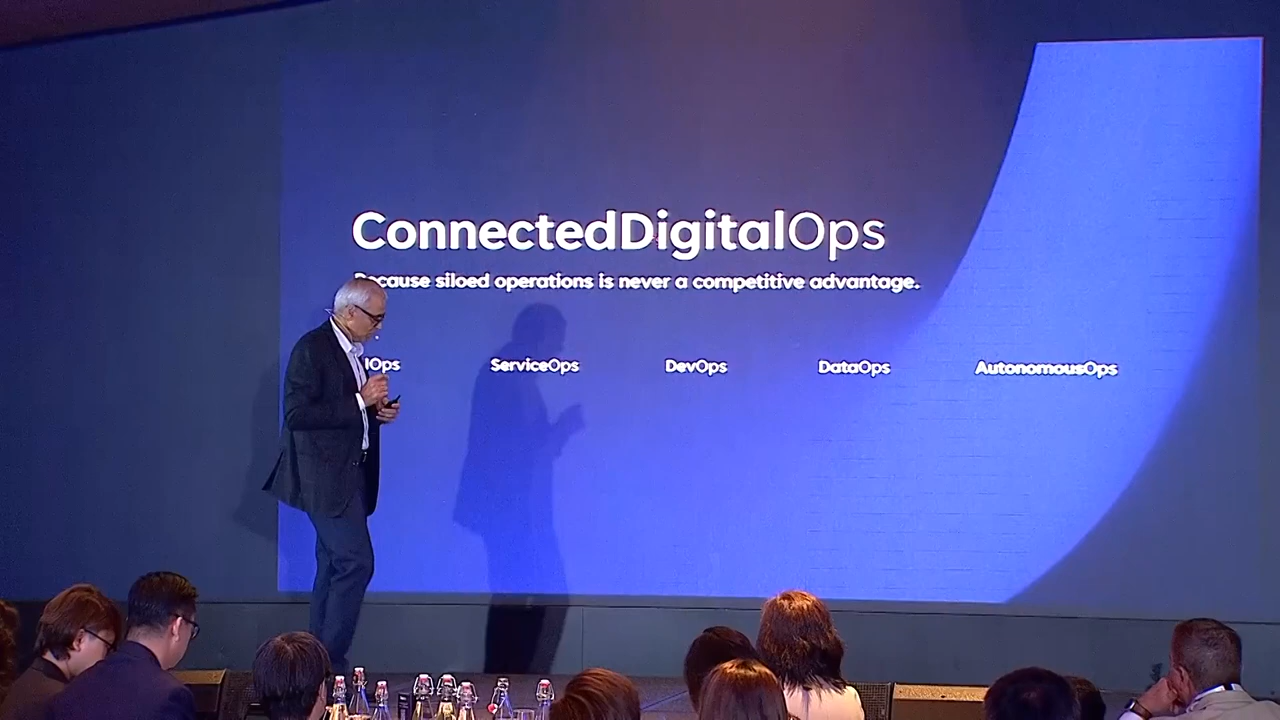 ConnectedDigitalOps
siloed operations is never a competitive advantage.
ServiceOps DevOps DataOps AutonomousOps